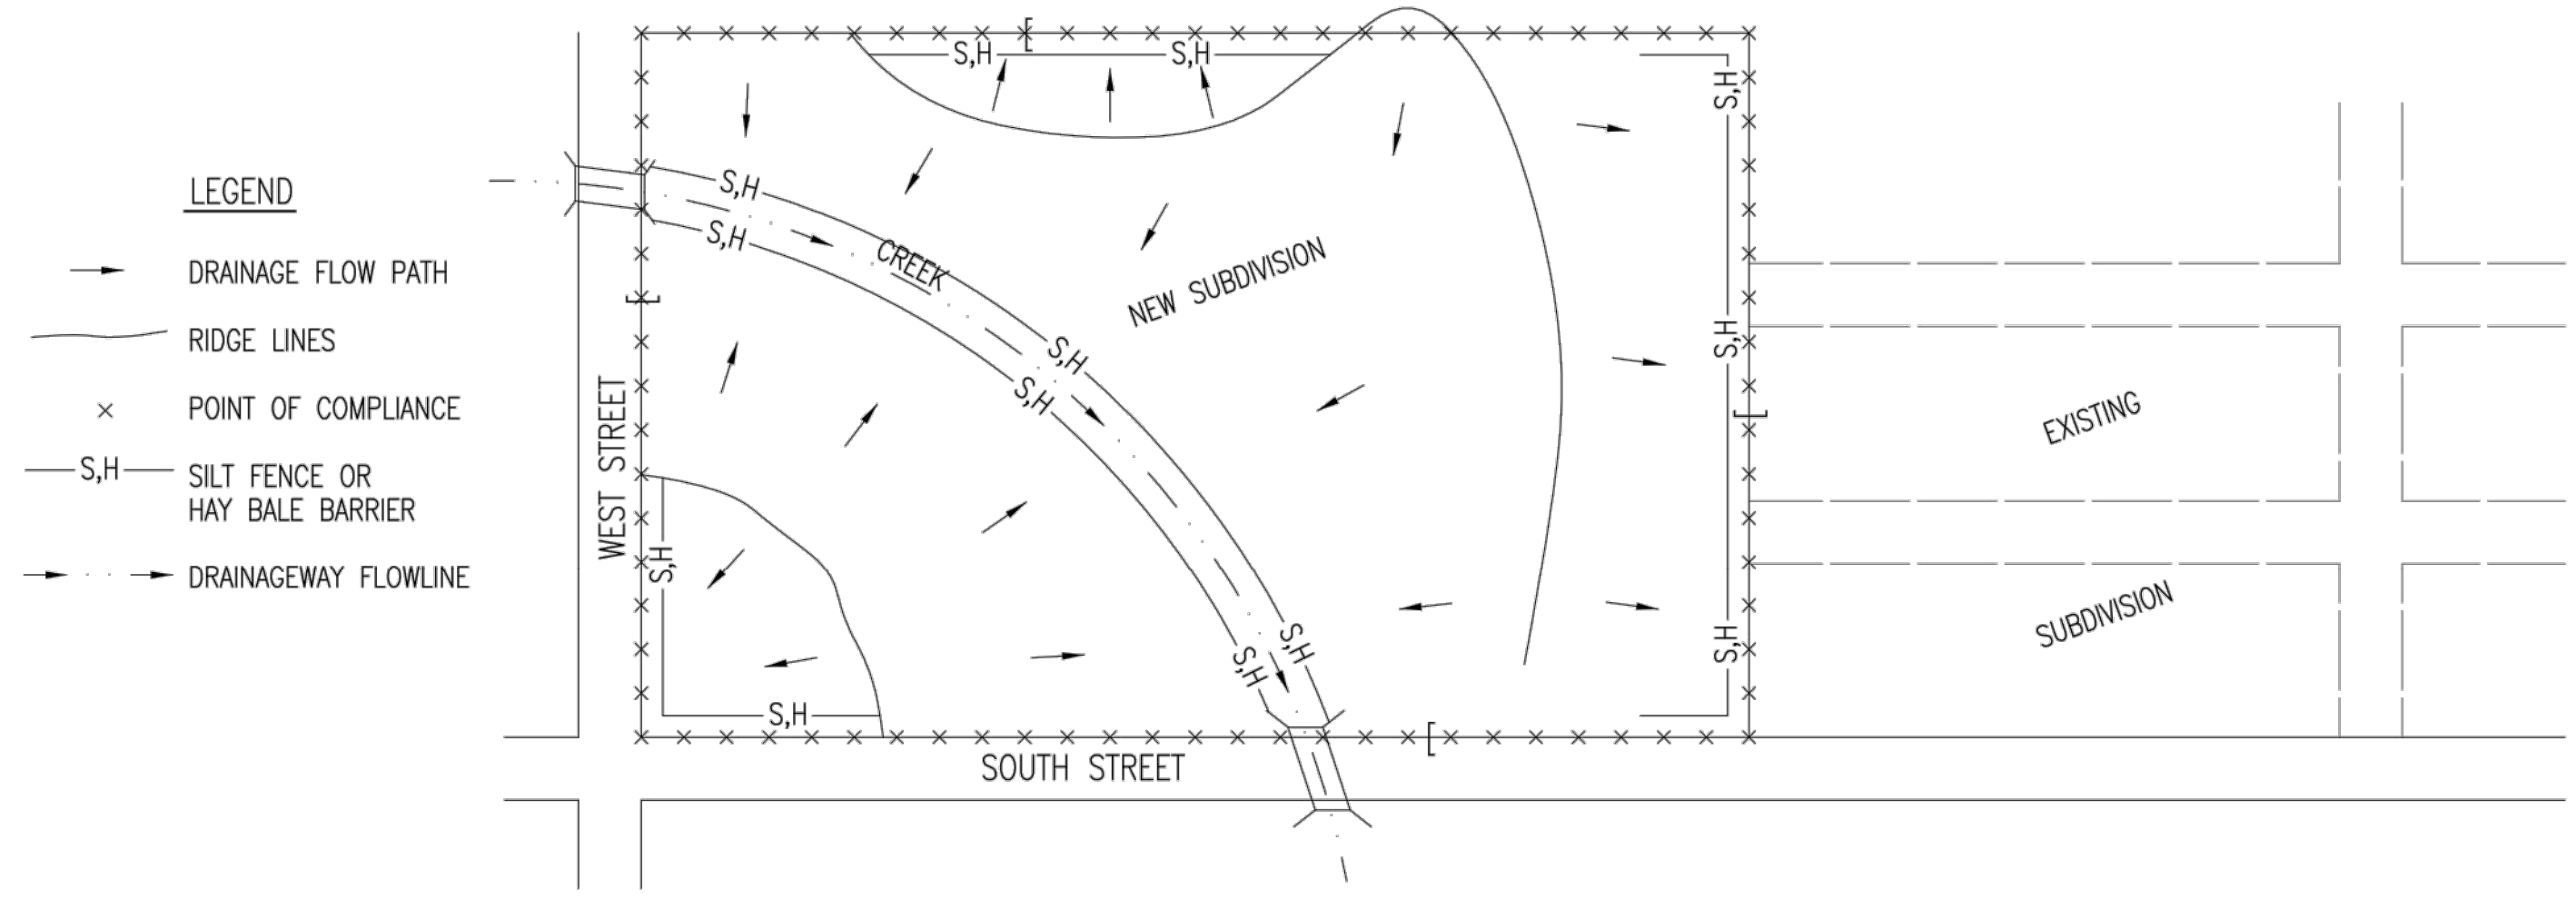 LEGEND
DRAINAGE FLOW PATH
RIDGE LINES
POINT OF COMPLIANCE
S,H
SILT FENCE OR
HAY BALE BARRIER
DRAINAGEWAY FLOWLINE
S,H
S,H
S,H
S,H
S,H
CREEK
NEW SUBDIVISION
S,H
S,H
S,H
WEST STREET
EXISTING
S,H
SUBDIVISION
S,H
S,H
S,H
S,H
SOUTH STREET